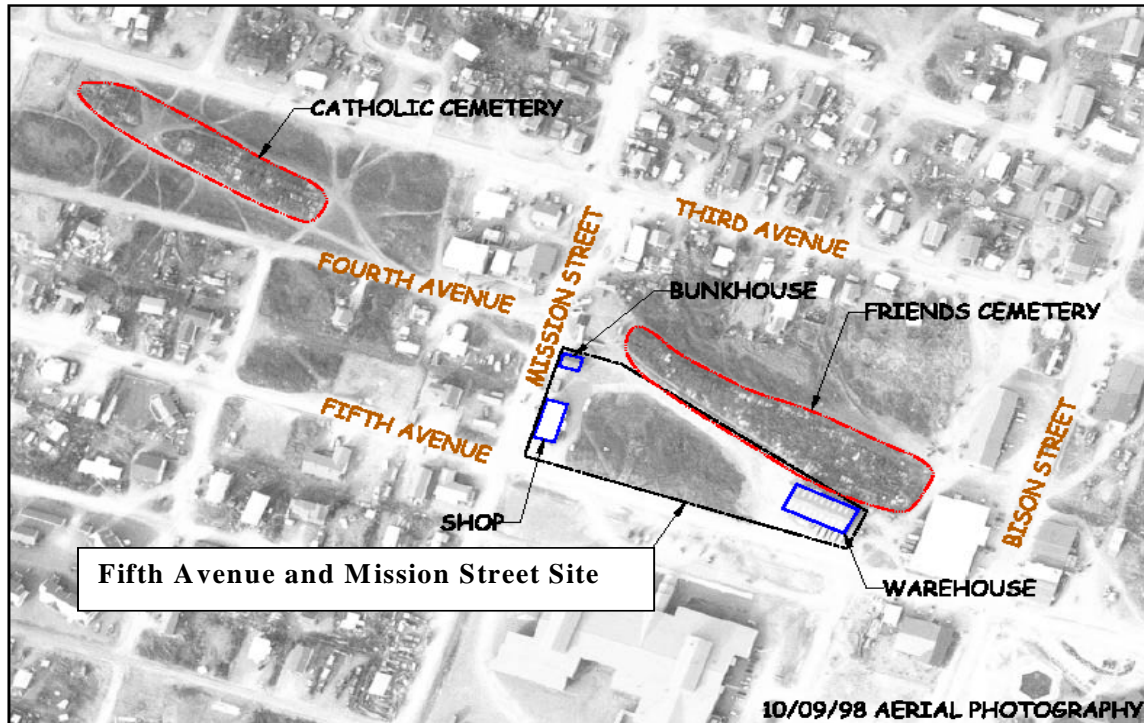 CATHOLIC CEMETERY
THIRD AVENUE
MISSION STREET
FOURTH AVENUE
BUNKHOUSE
FRIENDS CEMETERY
FIFTH AVENUE
BISON STREET
SHOP
Fifth Avenue and Mission Street Site
WAREHOUSE
10/09/98 AERIAL PHOTOGRAPHY